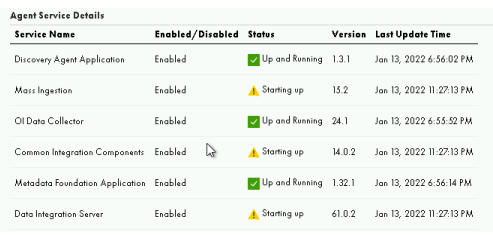 Agent Service Details
Service Name Enabled/Disabled Status Version Last Update Time
Discovery Agent Application Enabled Up and Running 1.3.1 Jan 13, 2022 6:56:02 PM
Mass Ingestion Enabled Starting up 15.2 Jan 13, 2022 11:27:13 PM
OI Data Collector Enabled Up and Running 24.1 Jan 13, 2022 6:55:52 PM
Common Integration Components Enabled Starting up 14.0.2 Jan 13, 2022 11:27:13 PM
Metadata Foundation Application Enabled Up and Running 1.32.1 Jan 13, 2022 6:56:14 PM
Data Integration Server Enabled Starting up 61.0.2 Jan 13, 2022 11:27:13 PM